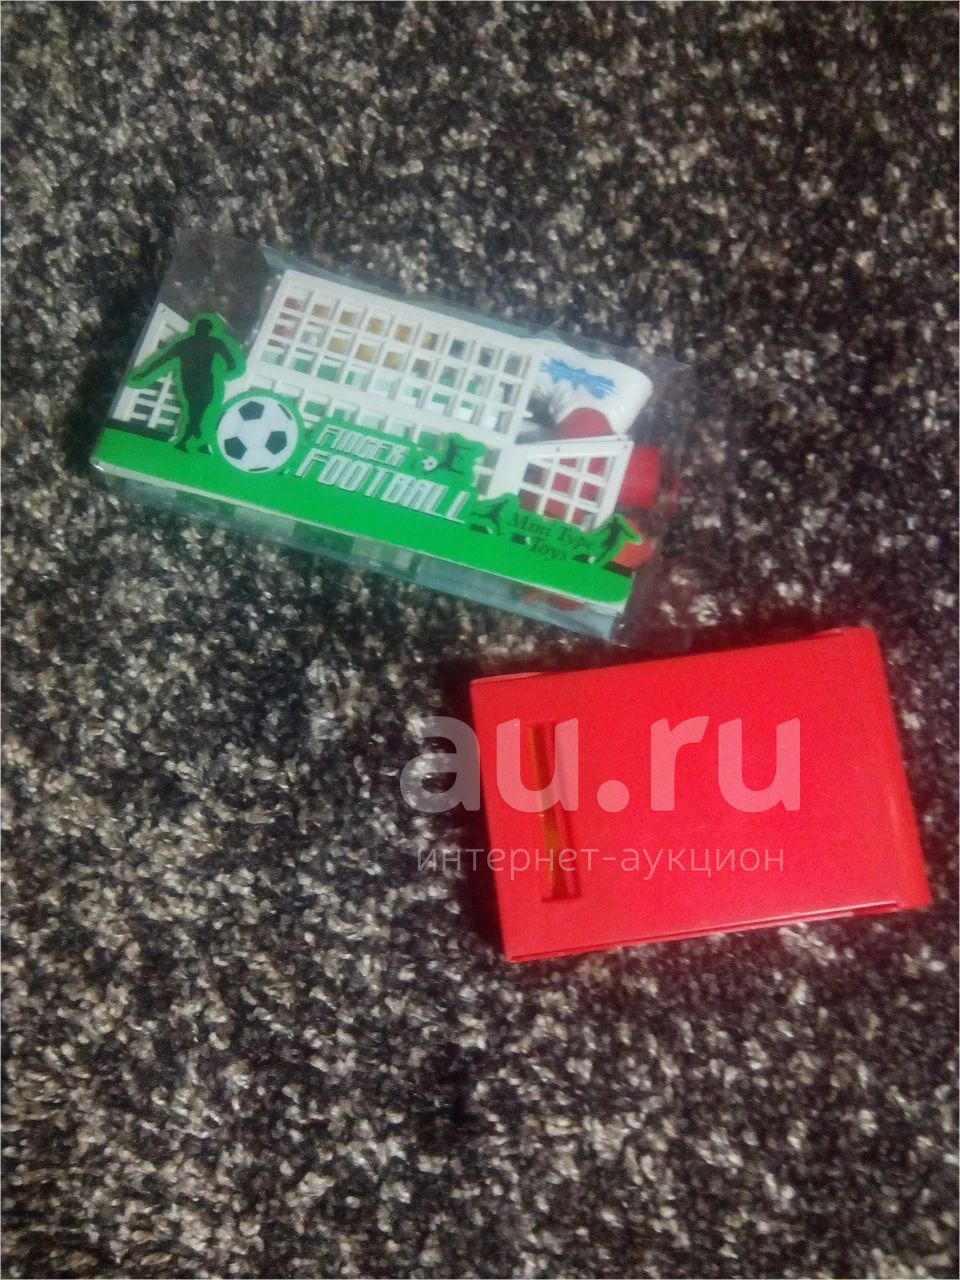 FINGER
FOOTBALL
Mini Type
Toys
au.ru
интернет-аукцион